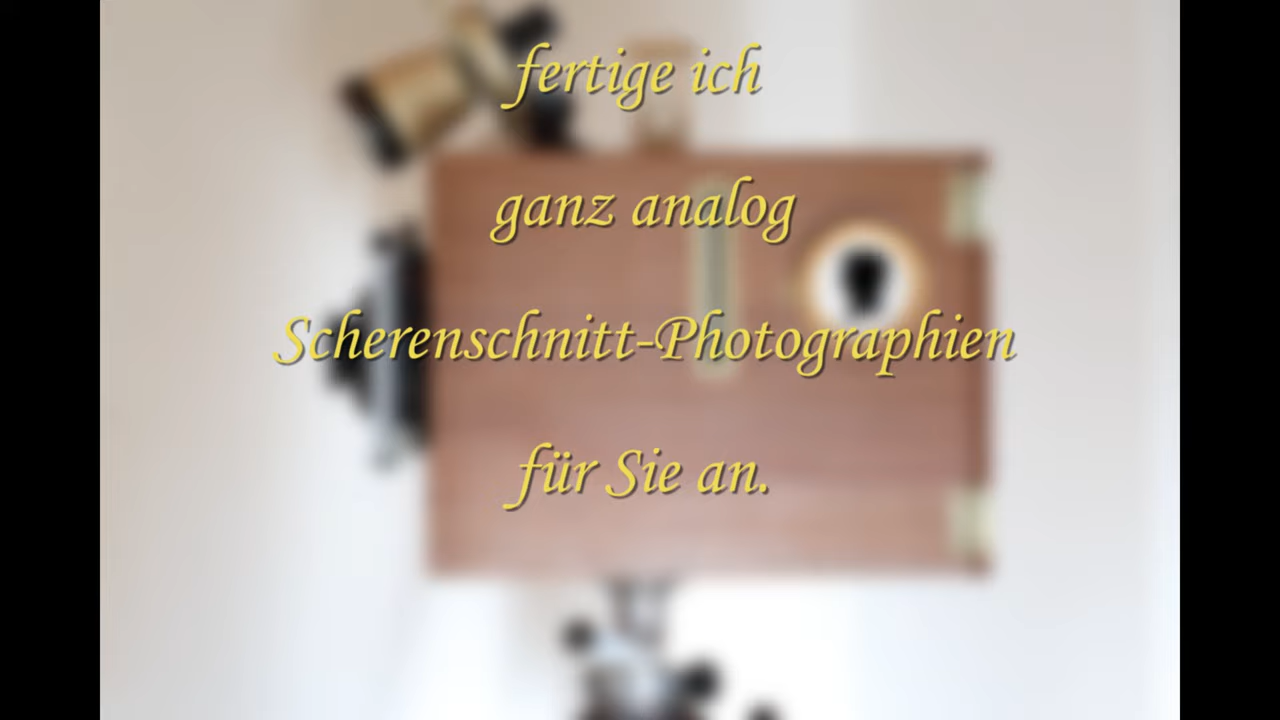 fertige ich
ganz analog
Scherenschnitt-Photographien
für Sie an.